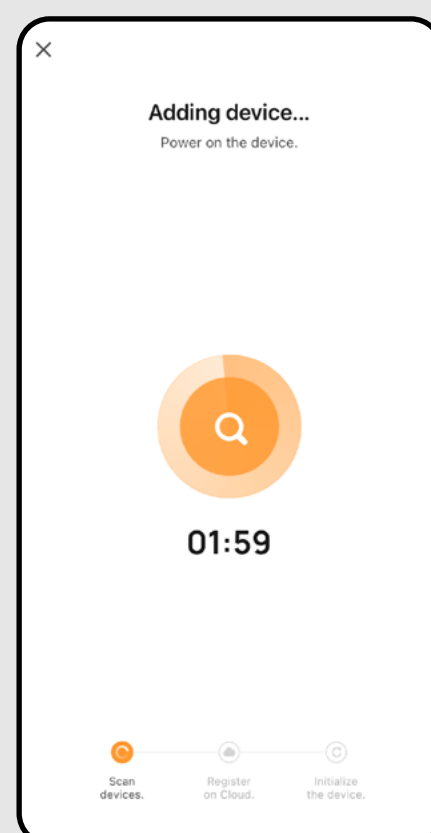 Adding device...
Power on the device.
01:59
Scan
devices.
Register
on Cloud.
Initialize
the device.